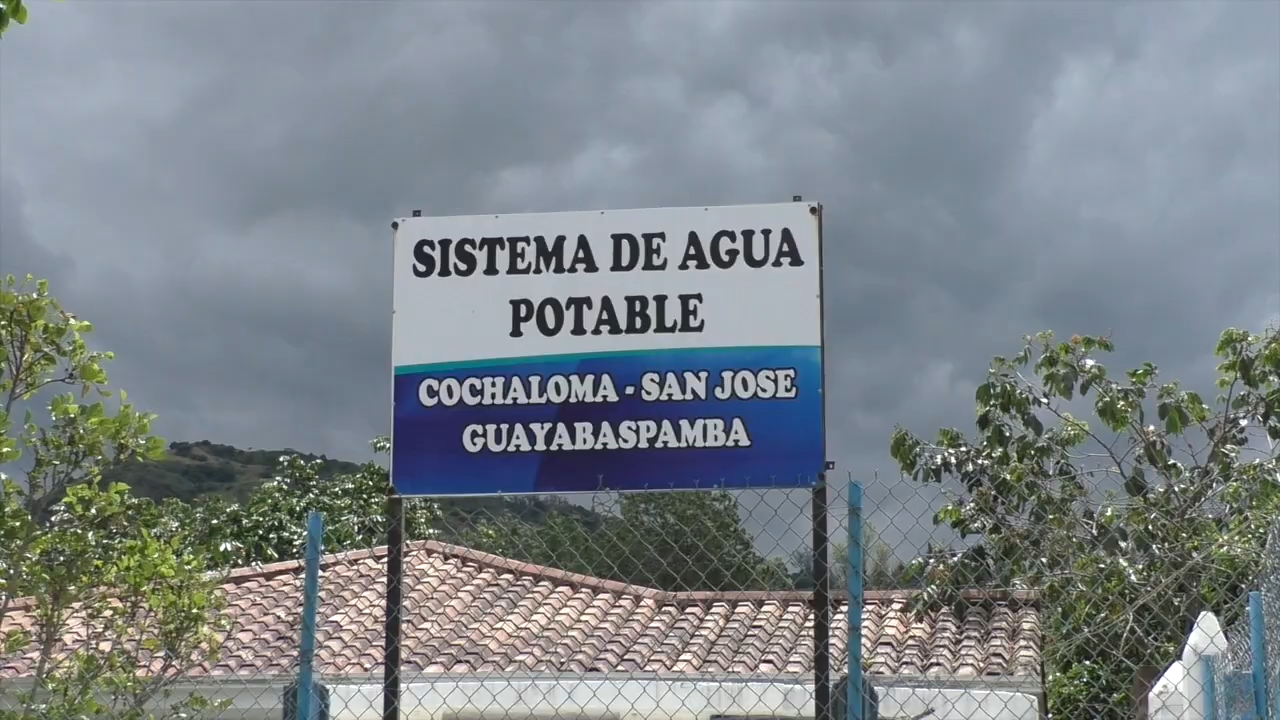 SISTEMA DE AGUA
POTABLE
COCHALOMA - SAN JOSE
GUAYABASPAMBA